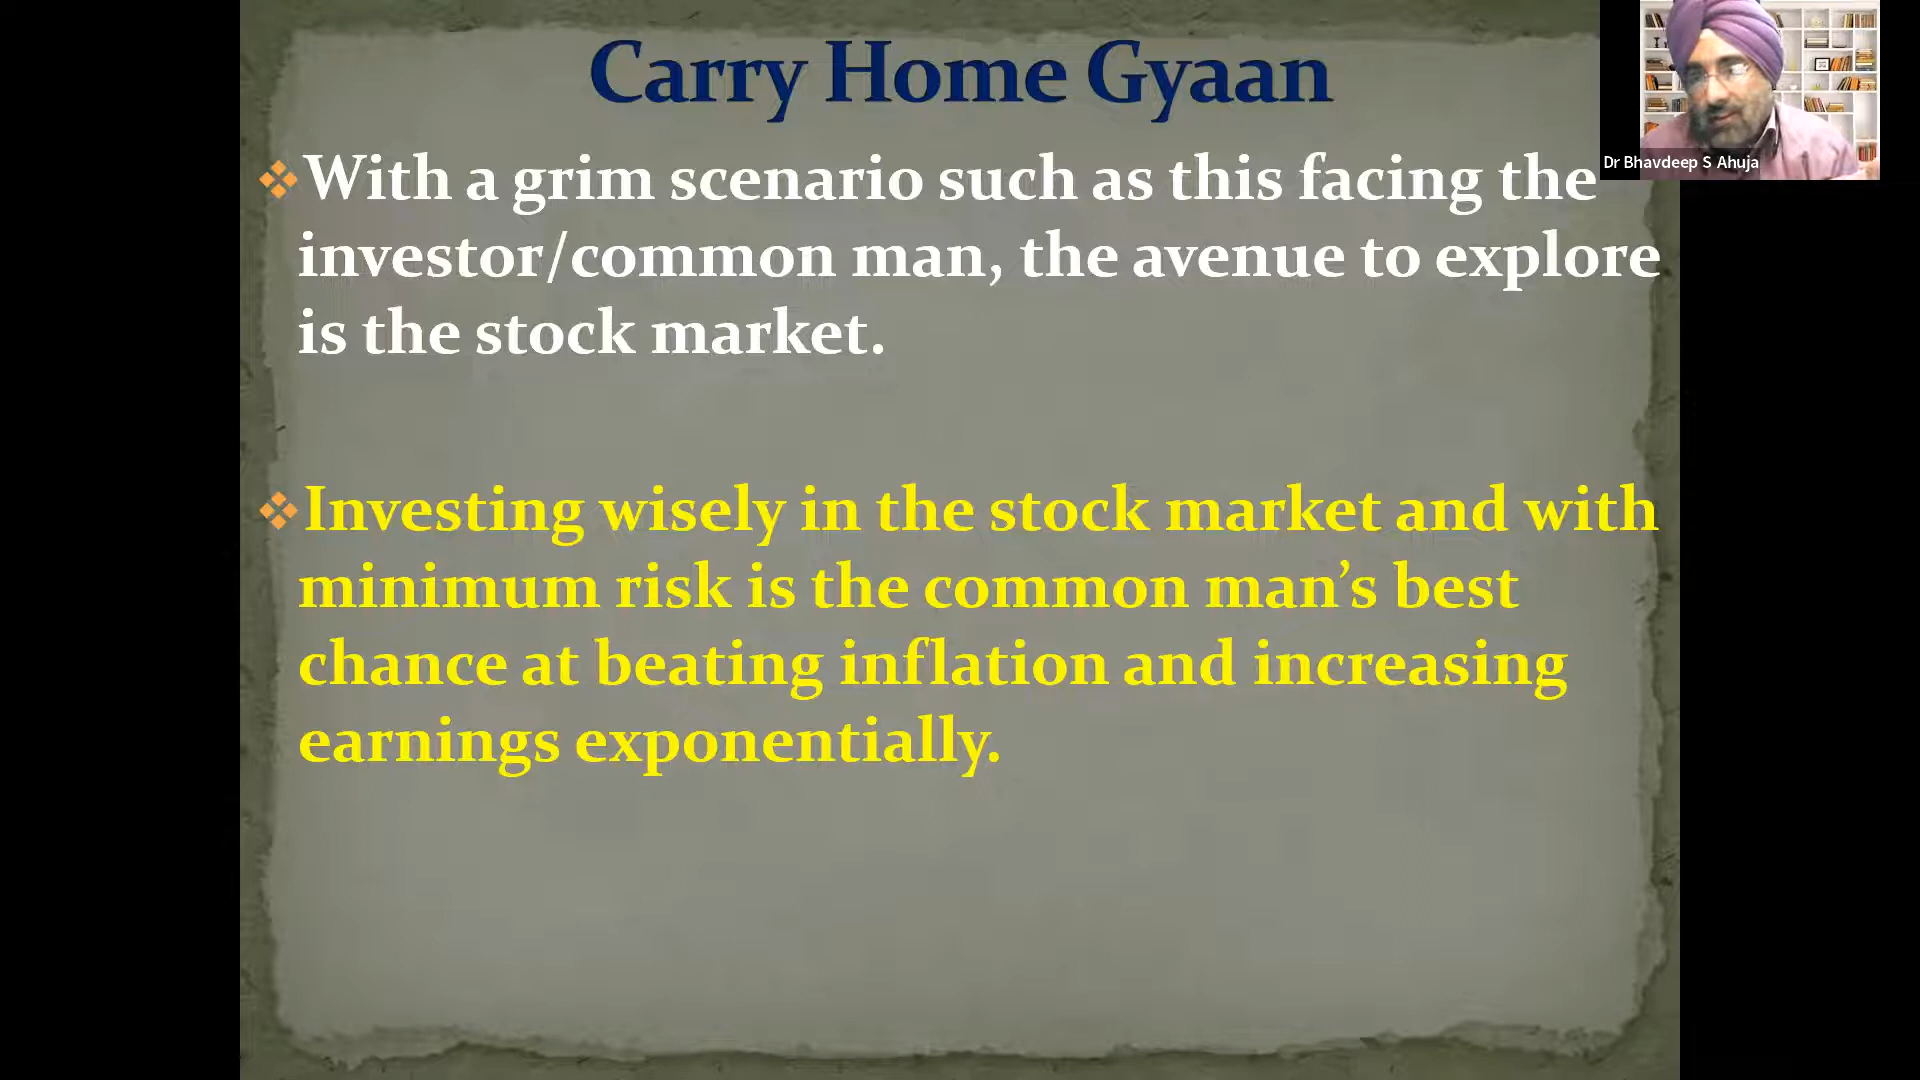 Carry Home Gyaan
With a grim scenario such as this facing the
investor/common man, the avenue to explore
is the stock market.
Investing wisely in the stock market and with
minimum risk is the common man’s best
chance at beating inflation and increasing
earnings exponentially.
Dr Bhavdeep S Ahuja